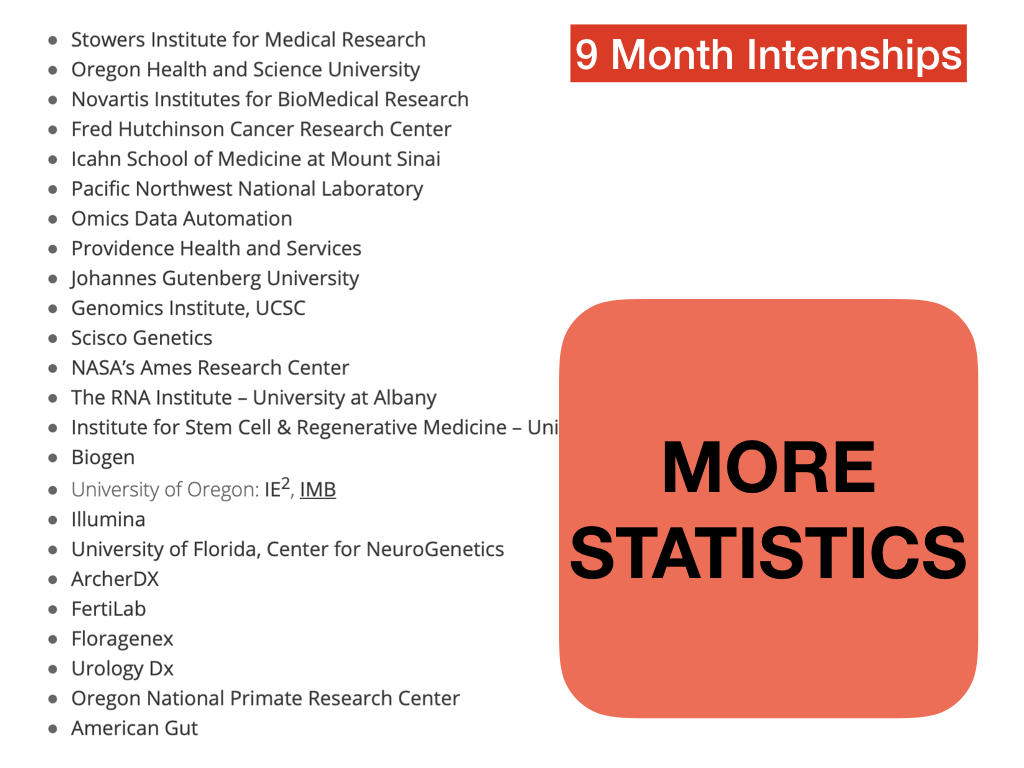 9 Month Internships
• Stowers Institute for Medical Research
• Oregon Health and Science University
• Novartis Institutes for BioMedical Research
• Fred Hutchinson Cancer Research Center
• Icahn School of Medicine at Mount Sinai
• Pacific Northwest National Laboratory
• Omics Data Automation
• Providence Health and Services
• Johannes Gutenberg University
• Genomics Institute, UCSC
• Scisco Genetics
• NASA’s Ames Research Center
• The RNA Institute – University at Albany
• Institute for Stem Cell & Regenerative Medicine – Uni
• Biogen
• University of Oregon: IE², IMB
• Illumina
• University of Florida, Center for NeuroGenetics
• ArcherDX
• FertiLab
• Floragenex
• Urology Dx
• Oregon National Primate Research Center
• American Gut
MORE
STATISTICS